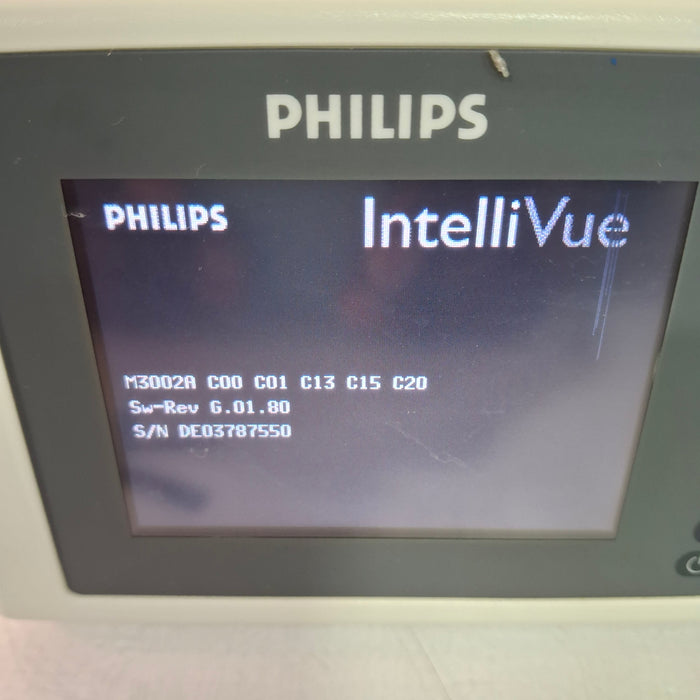 PHILIPS
PHILIPS IntelliVue
M3002A C00 C01 C13 C15 C20
Sw-Rev G.01.80
S/N DE03787550